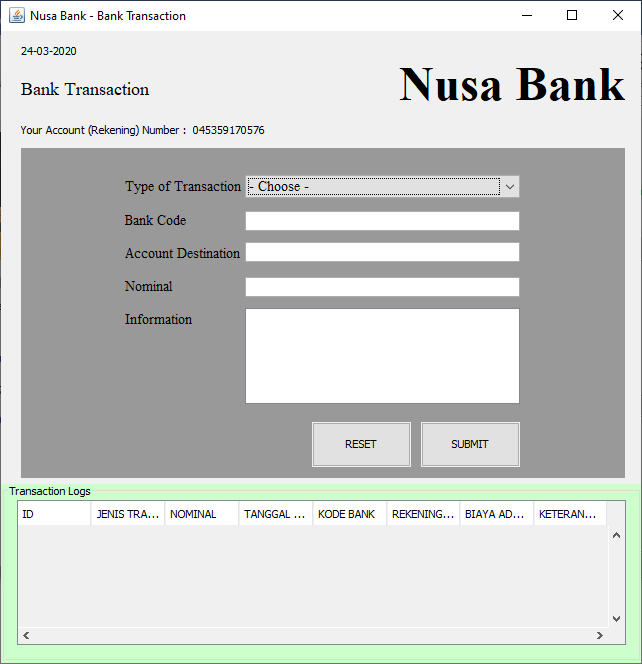 Nusa Bank - Bank Transaction
24-03-2020
Nusa Bank
Bank Transaction
Your Account (Rekening) Number : 045359170576
Type of Transaction - Choose -
Bank Code
Account Destination
Nominal
Information
RESET SUBMIT
Transaction Logs
ID JENIS TRA... NOMINAL TANGGAL ... KODE BANK REKENING... BIAYA AD... KETERAN...